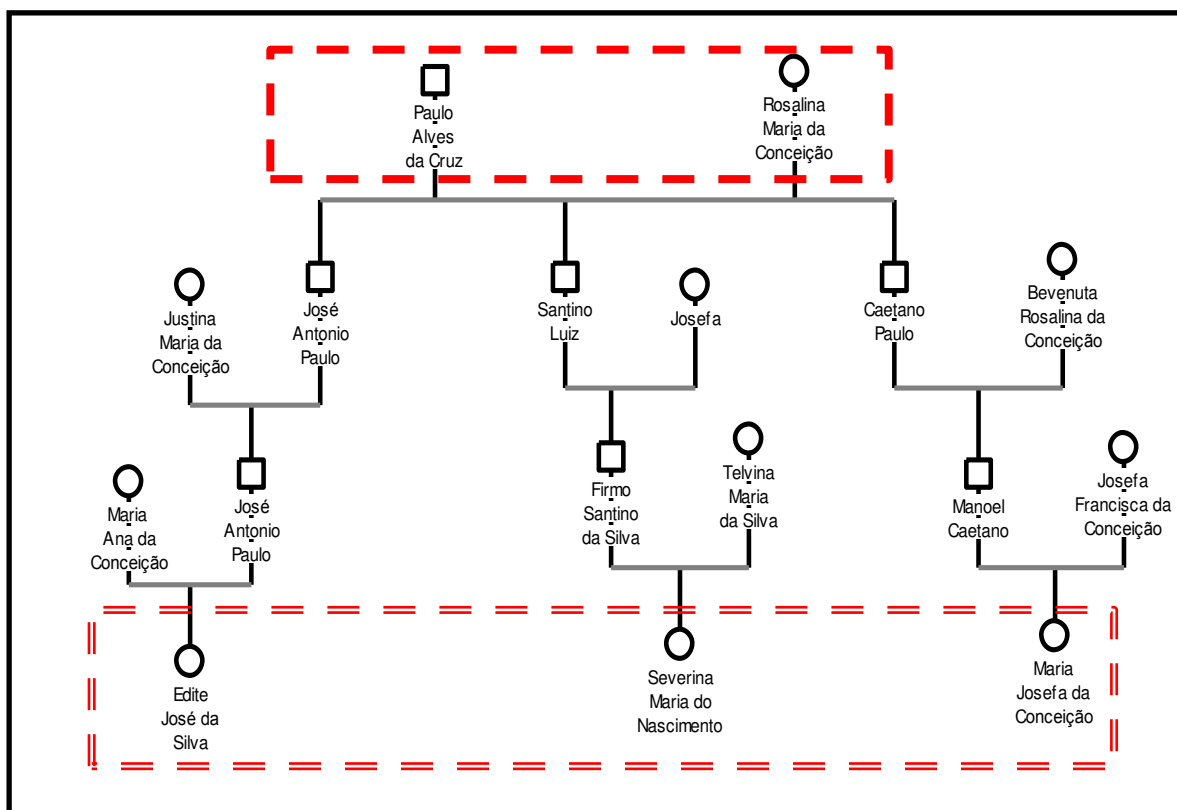 Paulo
Alves
da Cruz
Rosalina
Maria da
Conceição
Justina
Maria da
Conceição
José
Antonio
Paulo
Santino
Luiz
Josefa
Caetano
Paulo
Bevenuta
Rosalina da
Conceição
Maria
Ana da
Conceição
José
Antonio
Paulo
Firmo
Santino
da Silva
Telvina
Maria
da Silva
Manoel
Caetano
Josefa
Francisca da
Conceição
Edite
José da
Silva
Severina
Maria do
Nascimento
Maria
Josefa da
Conceição